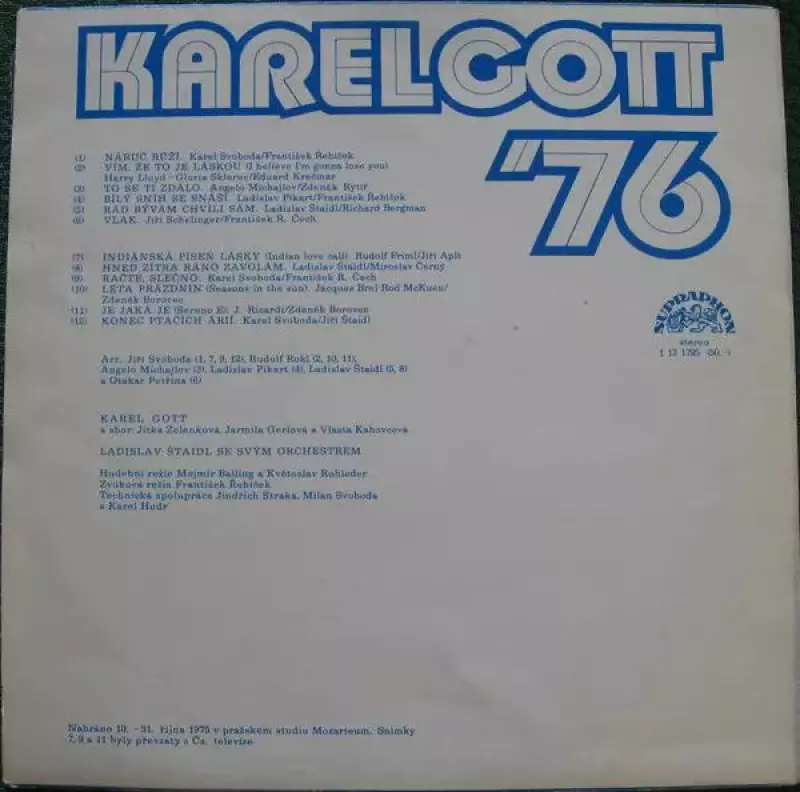 KAREL GOTT
'76
(1) NÁRUČ RŮŽÍ. Karel Svoboda/František Řebíček
(2) VÍM, ŽE TO JE LÁSKOU (I believe I'm gonna love you)
Harry Lloyd - Gloria Sklerov/Eduard Krečmar
(3) TO SE TI ZDÁLO. Angelo Michajlov/Zdeněk Rytíř
(4) BÍLÝ SNÍH SE SNÁŠÍ. Ladislav Pikart/František Řebíček
(5) RÁD BÝVÁM CHVÍLI SÁM. Ladislav Štaidl/Richard Bergman
(6) VLAK. Jiří Schelinger/František R. Čech
(7) INDIÁNSKÁ PÍSEŇ LÁSKY (Indian love call). Rudolf Friml/Jiří Aplt
(8) HNED ZÍTRA RÁNO ZAVOLÁM. Ladislav Štaidl/Miroslav Černý
(9) RAČTE, SLEČNO. Karel Svoboda/František R. Čech
(10) LÉTA PRÁZDNIN (Seasons in the sun). Jacques Brel Rod McKuen/
Zdeněk Borovec
(11) JE JAKÁ JE (Sereno E). J. Ricardi/Zdeněk Borovec
(12) KONEC PTAČÍCH ÁRIÍ. Karel Svoboda/Jiří Štaidl
Arr. Jiří Svoboda (1, 7, 9, 12), Rudolf Rokl (2, 10, 11),
Angelo Michajlov (3), Ladislav Pikart (4), Ladislav Štaidl (5, 8)
a Otakar Petřina (6)
KAREL GOTT
a sbor: Jitka Zelenková, Jarmila Gerlová a Vlasta Kahovcová
LADISLAV ŠTAIDL SE SVÝM ORCHESTREM
Hudební režie Mojmír Balling a Květoslav Rohleder
Zvuková režie František Řebíček
Technická spolupráce Jindřich Straka, Milan Svoboda
a Karel Hodr
SUPRAPHON
stereo
1 13 1795
Nahráno 10. - 31. října 1975 v pražském studiu Mozarteum. Snímky
7, 9 a 11 byly převzaty z Čs. televize